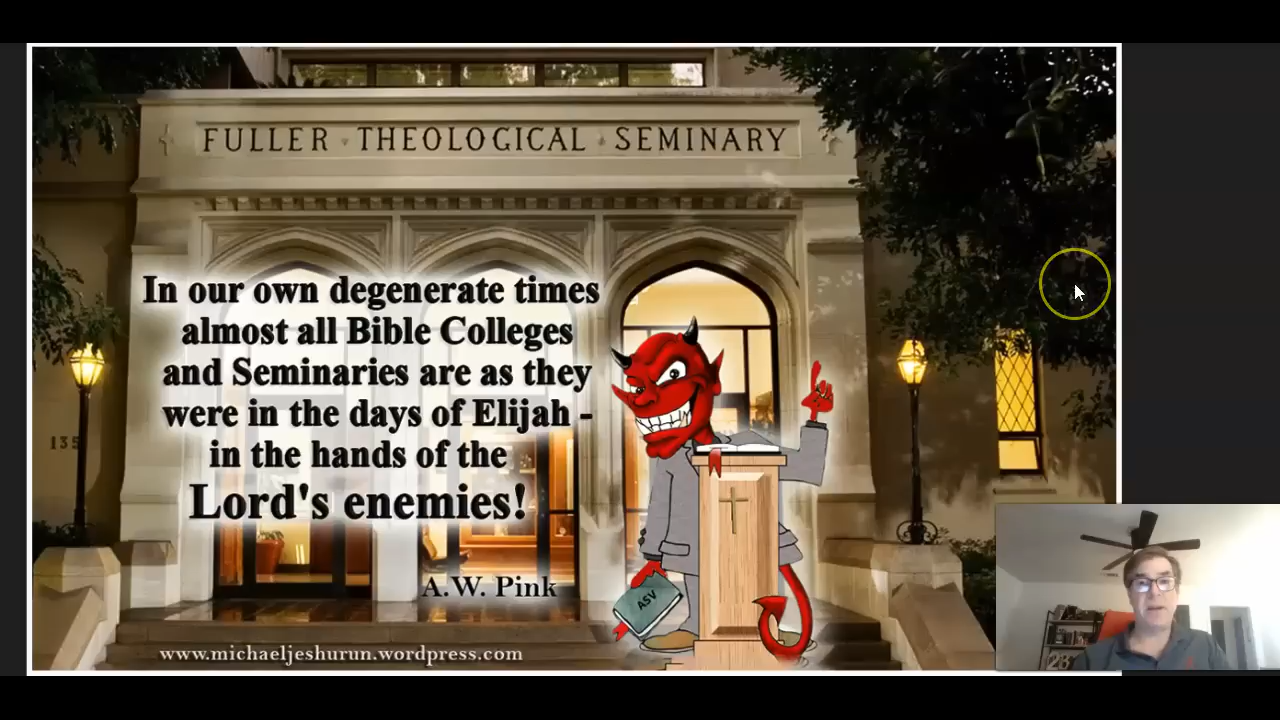 FULLER THEOLOGICAL SEMINARY
In our own degenerate times
almost all Bible Colleges
and Seminaries are as they
were in the days of Elijah -
in the hands of the
Lord's enemies!
A.W. Pink
135
ASV
www.michaeljeshurun.wordpress.com